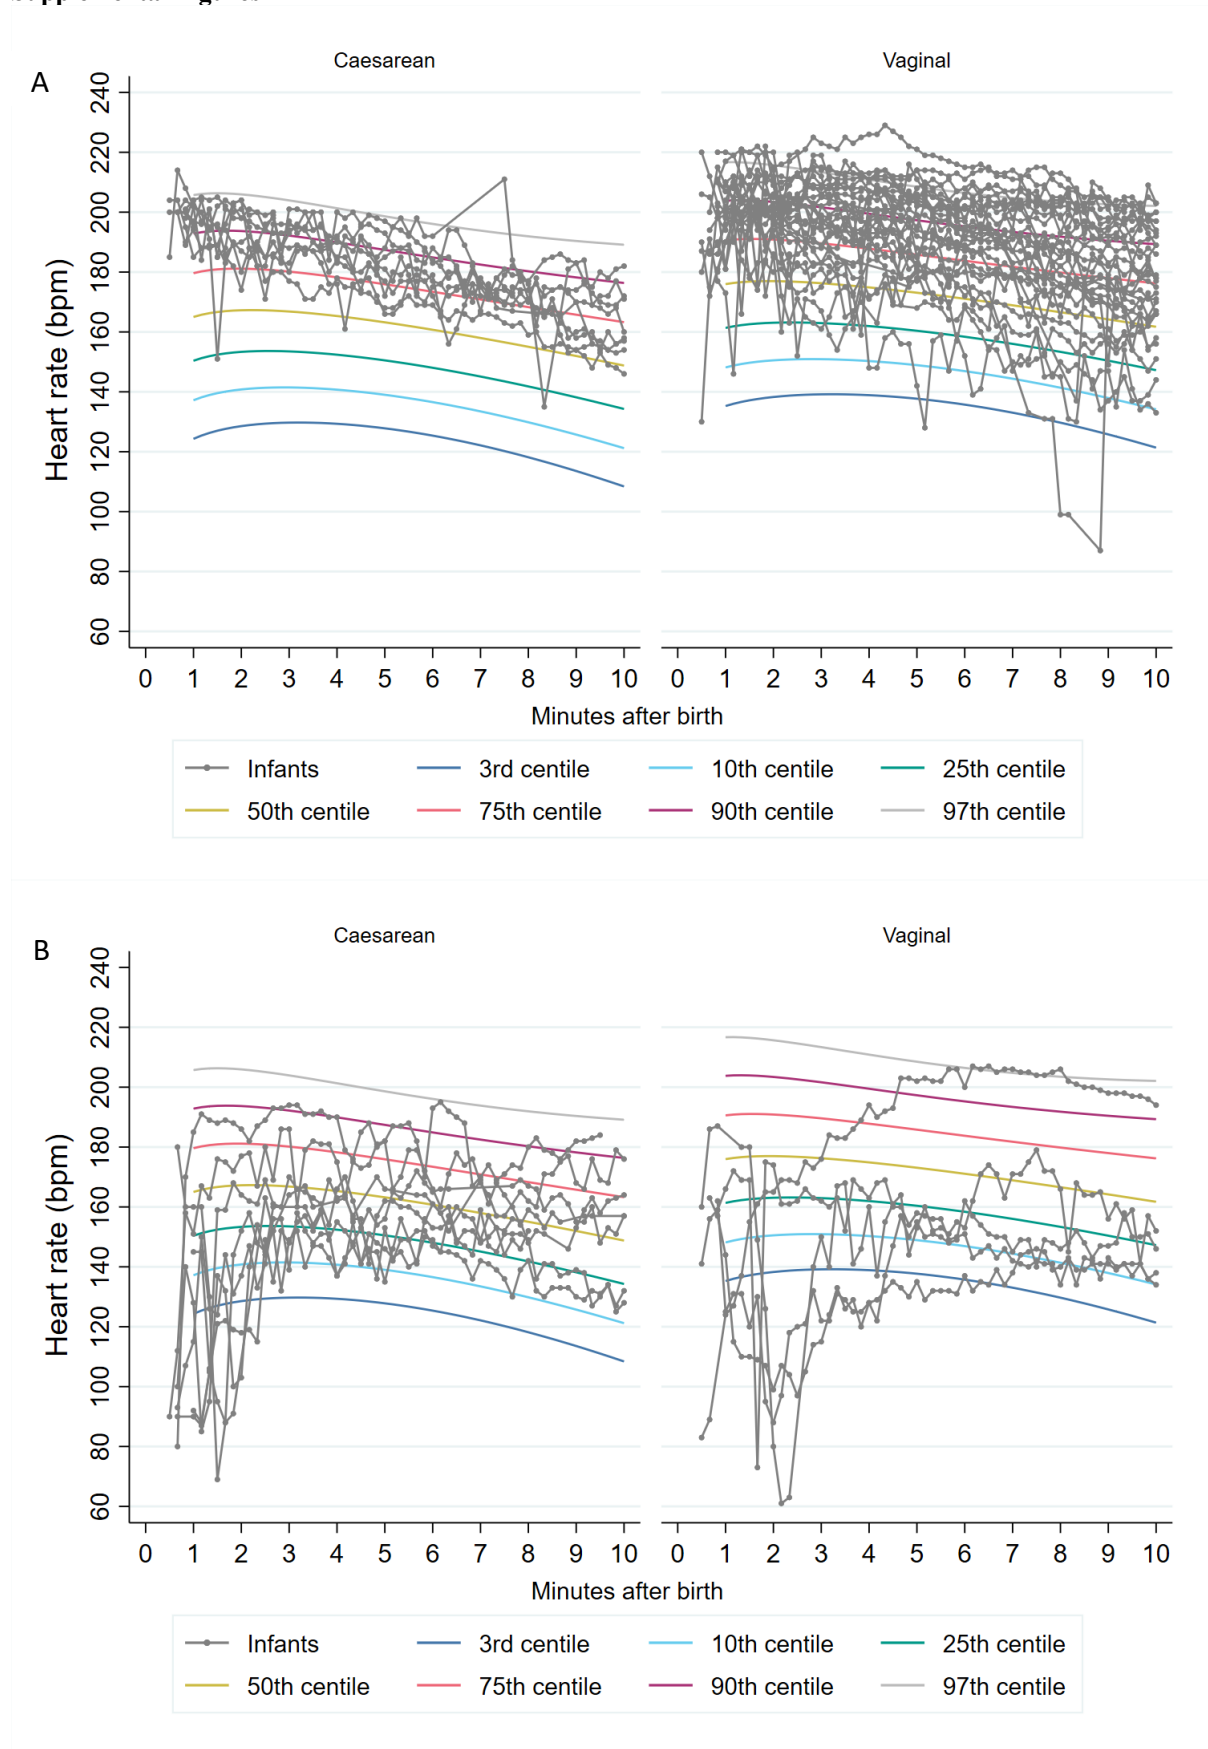 Caesarean Vaginal
A
240
220
200
180
160
140
120
100
80
60
Heart rate (bpm)
0 1 2 3 4 5 6 7 8 9 10 0 1 2 3 4 5 6 7 8 9 10
Minutes after birth
Infants 3rd centile 10th centile 25th centile
50th centile 75th centile 90th centile 97th centile
Caesarean Vaginal
B
240
220
200
180
160
140
120
100
80
60
Heart rate (bpm)
0 1 2 3 4 5 6 7 8 9 10 0 1 2 3 4 5 6 7 8 9 10
Minutes after birth
Infants 3rd centile 10th centile 25th centile
50th centile 75th centile 90th centile 97th centile